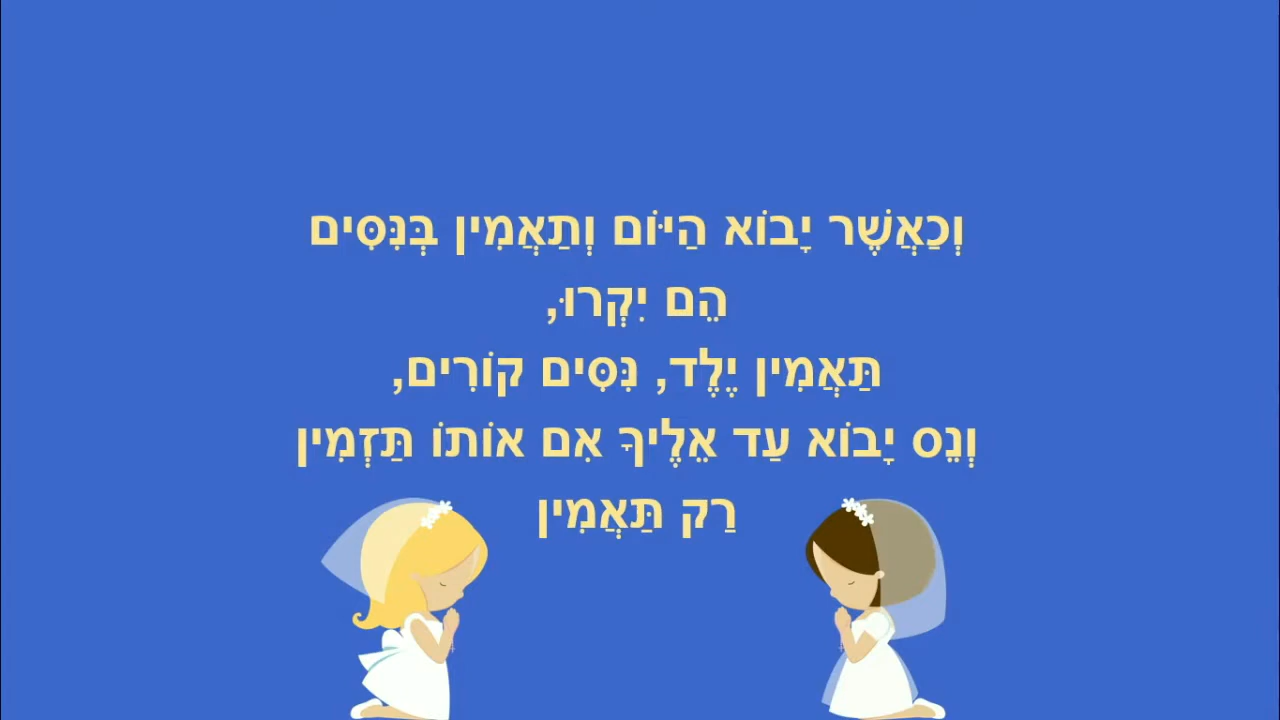 וְכַאֲשֶׁר יָבוֹא הַיּוֹם וְתַאֲמִין בְּנִּסִּים
הֵם יִקְרוּ,
תַּאֲמִין יֶלֶד, נִּסִּים קוֹרִים,
וְנֵס יָבוֹא עַד אֵלֶיךָ אִם אוֹתוֹ תַּזְמִין
רַק תַּאֲמִין